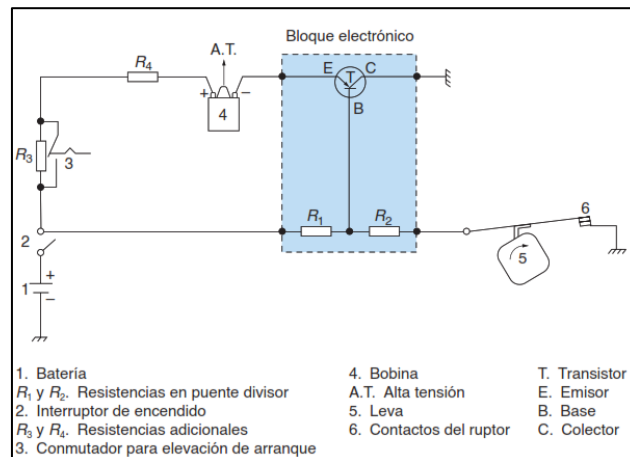 Bloque electrónico
A.T.
R4
E
T
C
B
+
–
4
R3
3
2
R1
R2
6
5
1
+
–
1. Batería
R1 y R2. Resistencias en puente divisor
2. Interruptor de encendido
R3 y R4. Resistencias adicionales
3. Conmutador para elevación de arranque
4. Bobina
A.T. Alta tensión
5. Leva
6. Contactos del ruptor
T. Transistor
E. Emisor
B. Base
C. Colector